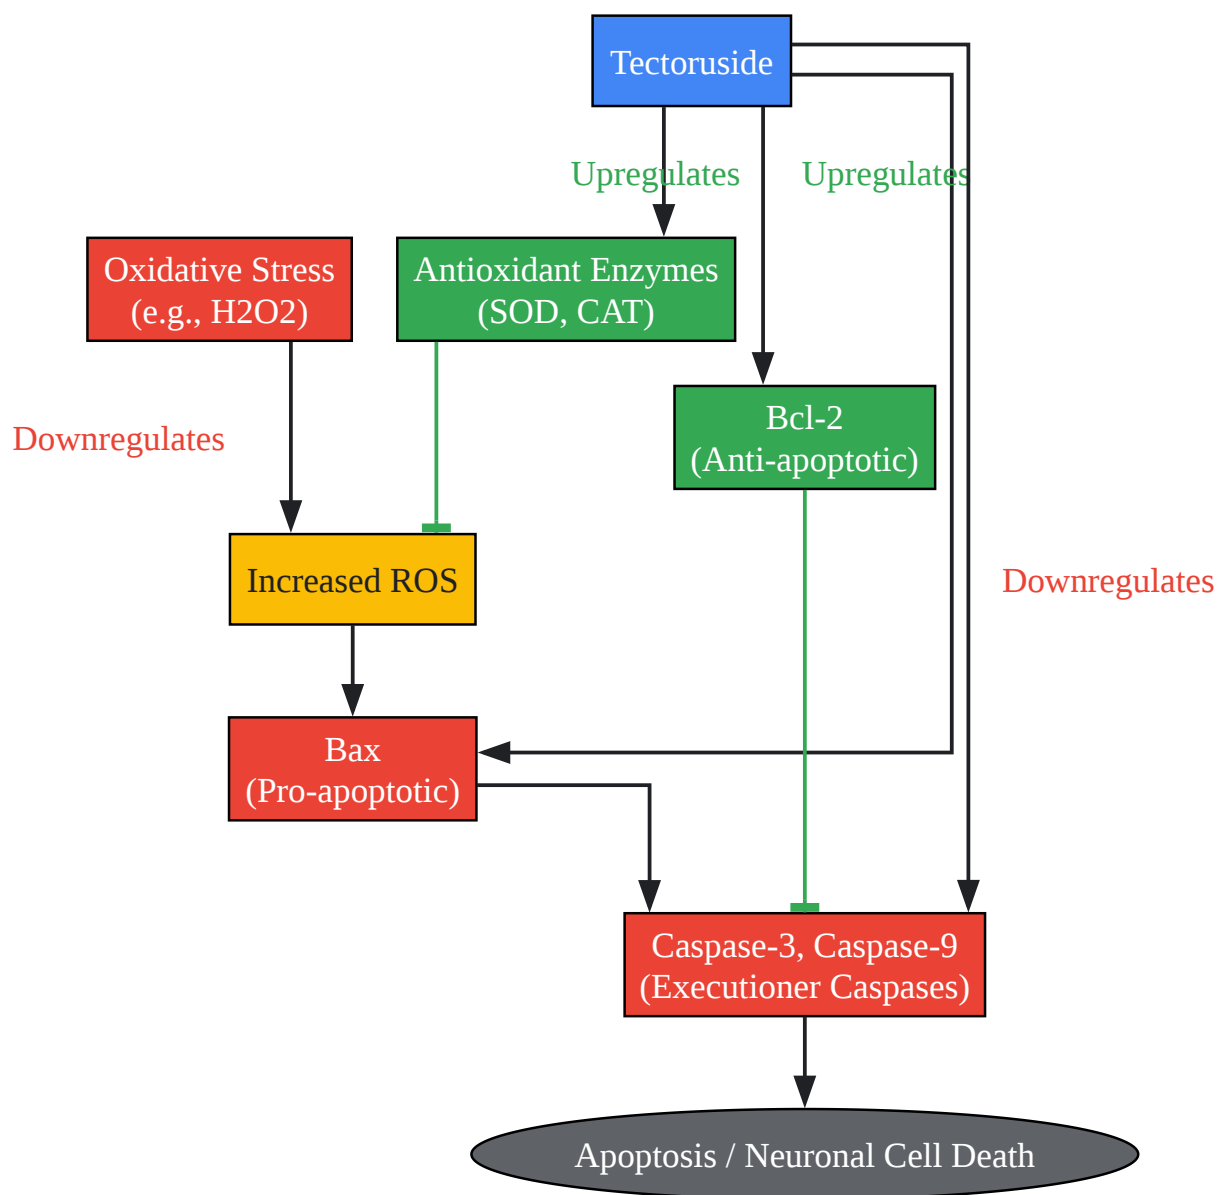 Tectoruside
Upregulates
Upregulates
Oxidative Stress
(e.g., H2O2)
Antioxidant Enzymes
(SOD, CAT)
Bcl-2
(Anti-apoptotic)
Downregulates
Increased ROS
Downregulates
Bax
(Pro-apoptotic)
Caspase-3, Caspase-9
(Executioner Caspases)
Apoptosis / Neuronal Cell Death